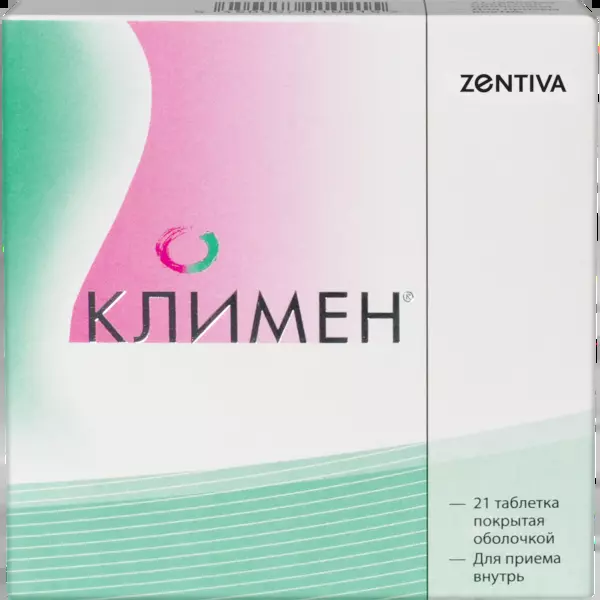 ZENTIVA
КЛИМЕН®
— 21 таблетка
покрытая
оболочкой
— Для приема
внутрь